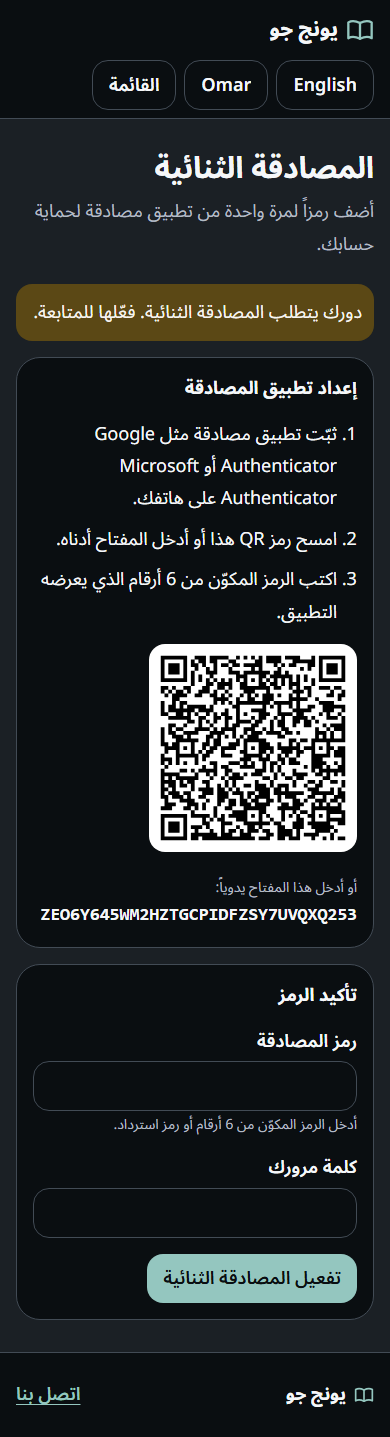 يونج جو
English
Omar
القائمة
المصادقة الثنائية
أضف رمزاً لمرة واحدة من تطبيق مصادقة لحماية
حسابك.
دورك يتطلب المصادقة الثنائية. فعّلها للمتابعة.
إعداد تطبيق المصادقة
1. ثبّت تطبيق مصادقة مثل Google
Authenticator أو Microsoft
Authenticator على هاتفك.
2. امسح رمز QR هذا أو أدخل المفتاح أدناه.
3. اكتب الرمز المكوّن من 6 أرقام الذي يعرضه
التطبيق.
أو أدخل هذا المفتاح يدوياً:
ZEO6Y645WM2HZTGCPIDFZSY7UVQXQ253
تأكيد الرمز
رمز المصادقة
أدخل الرمز المكوّن من 6 أرقام أو رمز استرداد.
كلمة مرورك
تفعيل المصادقة الثنائية
يونج جو
اتصل بنا